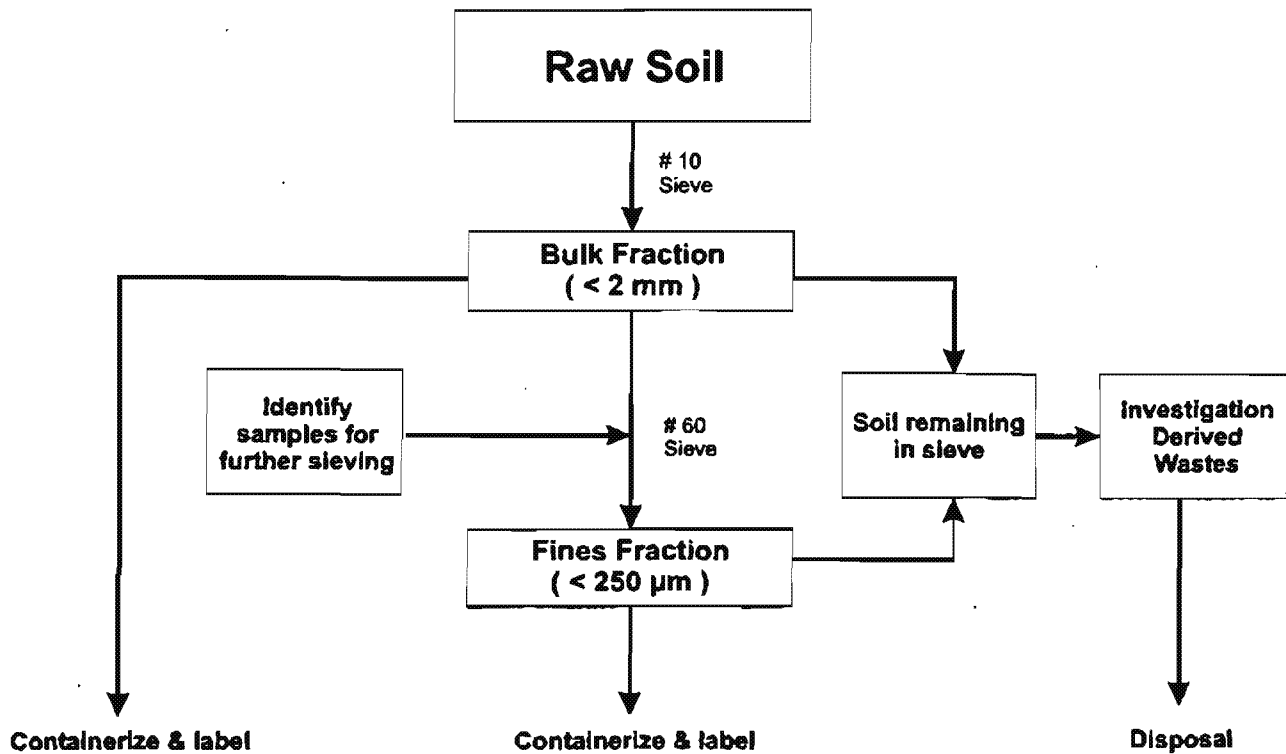 Raw Soil
# 10
Sieve
Bulk Fraction
( < 2 mm )
Identify
samples for
further sieving
# 60
Sieve
Soil remaining
in sieve
Investigation
Derived
Wastes
Fines Fraction
( < 250 µm )
Containerize & label
Containerize & label
Disposal